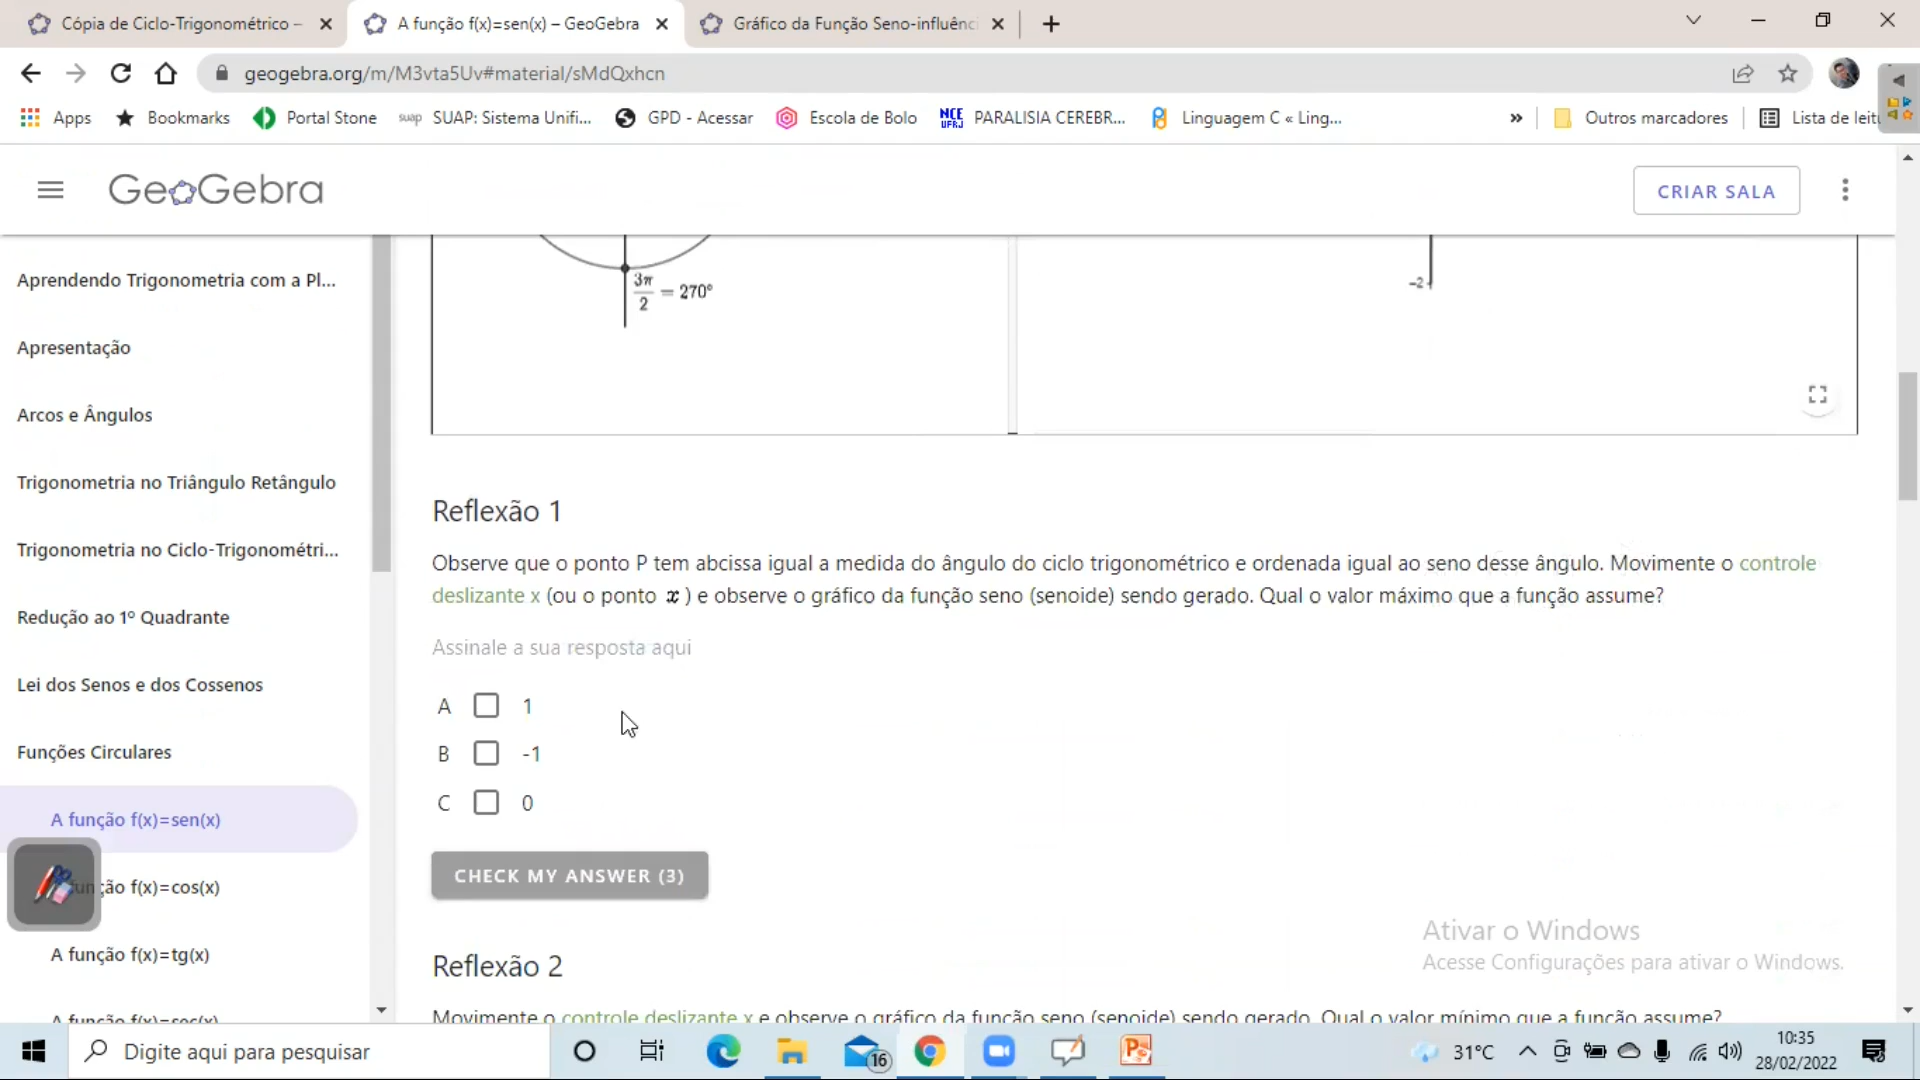 Cópia de Ciclo-Trigonométrico –
A função f(x)=sen(x) – GeoGebra
Gráfico da Função Seno-influênci
geogebra.org/m/M3vta5Uv#material/sMdQxhcn
Apps
Bookmarks
Portal Stone
suap SUAP: Sistema Unifi...
GPD - Acessar
Escola de Bolo
NCE UFRJ PARALISIA CEREBR...
Linguagem C « Ling...
»
Outros marcadores
Lista de leitu
GeoGebra
CRIAR SALA
Aprendendo Trigonometria com a Pl...
Apresentação
Arcos e Ângulos
Trigonometria no Triângulo Retângulo
Trigonometria no Ciclo-Trigonométri...
Redução ao 1º Quadrante
Lei dos Senos e dos Cossenos
Funções Circulares
A função f(x)=sen(x)
ção f(x)=cos(x)
A função f(x)=tg(x)
A função f(x)=sec(x)
3π/2 = 270°
-2
Reflexão 1
Observe que o ponto P tem abcissa igual a medida do ângulo do ciclo trigonométrico e ordenada igual ao seno desse ângulo. Movimente o controle
deslizante x (ou o ponto x ) e observe o gráfico da função seno (senoide) sendo gerado. Qual o valor máximo que a função assume?
Assinale a sua resposta aqui
A 1
B -1
C 0
CHECK MY ANSWER (3)
Reflexão 2
Movimente o controle deslizante x e observe o gráfico da função seno (senoide) sendo gerado. Qual o valor mínimo que a função assume?
Ativar o Windows
Acesse Configurações para ativar o Windows.
Digite aqui para pesquisar
16
31°C
10:35
28/02/2022